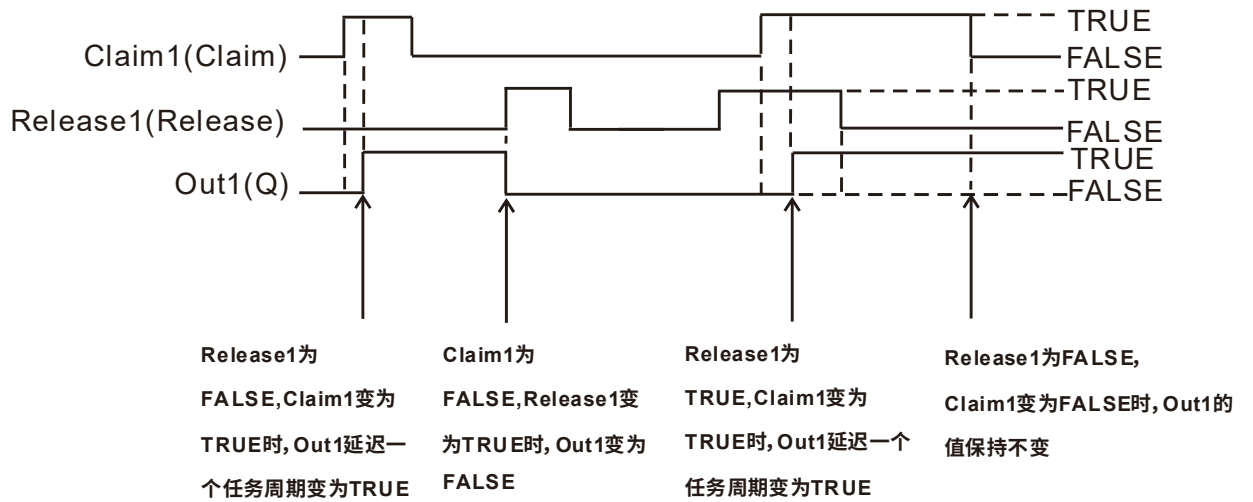 Claim1(Claim)
TRUE
FALSE
Release1(Release)
TRUE
FALSE
Out1(Q)
TRUE
FALSE
Release1为
FALSE,Claim1变为
TRUE时, Out1延迟一
个任务周期变为TRUE
Claim1为
FALSE,Release1变
为TRUE时, Out1变为
FALSE
Release1为
TRUE,Claim1变为
TRUE时, Out1延迟一个
任务周期变为TRUE
Release1为FALSE,
Claim1变为FALSE时, Out1的
值保持不变